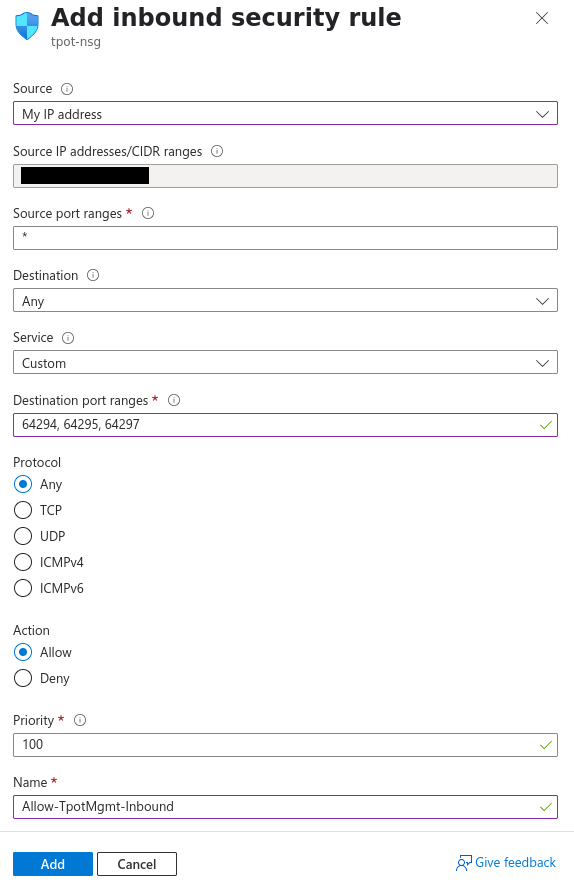 Add inbound security rule
tpot-nsg
Source
My IP address
Source IP addresses/CIDR ranges
Source port ranges *
*
Destination
Any
Service
Custom
Destination port ranges *
64294, 64295, 64297
Protocol
Any
TCP
UDP
ICMPv4
ICMPv6
Action
Allow
Deny
Priority *
100
Name *
Allow-TpotMgmt-Inbound
Add Cancel Give feedback